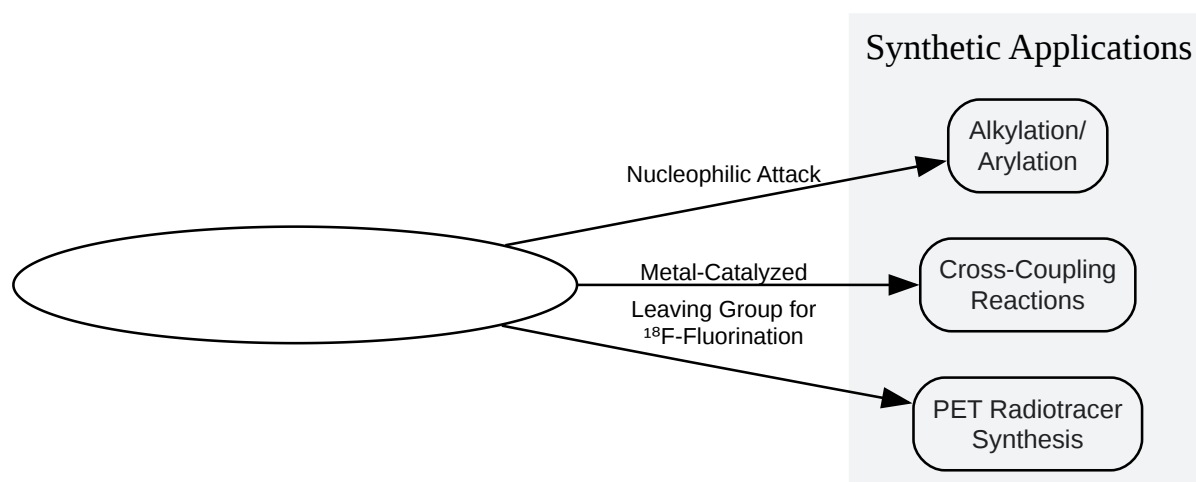 Synthetic Applications
Alkylation/
Arylation
Nucleophilic Attack
Metal-Catalyzed
Cross-Coupling
Reactions
Leaving Group for
¹⁸F-Fluorination
PET Radiotracer
Synthesis